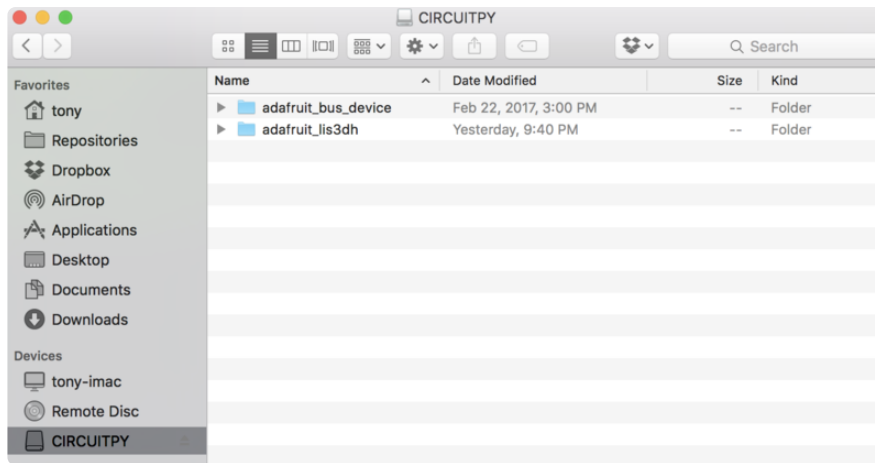 CIRCUITPY
Search
Favorites
tony
Repositories
Dropbox
AirDrop
Applications
Desktop
Documents
Downloads
Devices
tony-imac
Remote Disc
CIRCUITPY
Name Date Modified Size Kind
adafruit_bus_device Feb 22, 2017, 3:00 PM -- Folder
adafruit_lis3dh Yesterday, 9:40 PM -- Folder